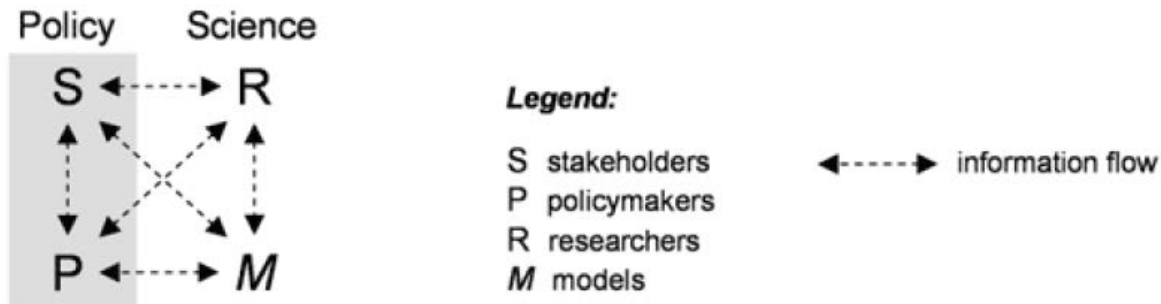 Policy Science
S R
P M
Legend:
S stakeholders
P policymakers
R researchers
M models
information flow